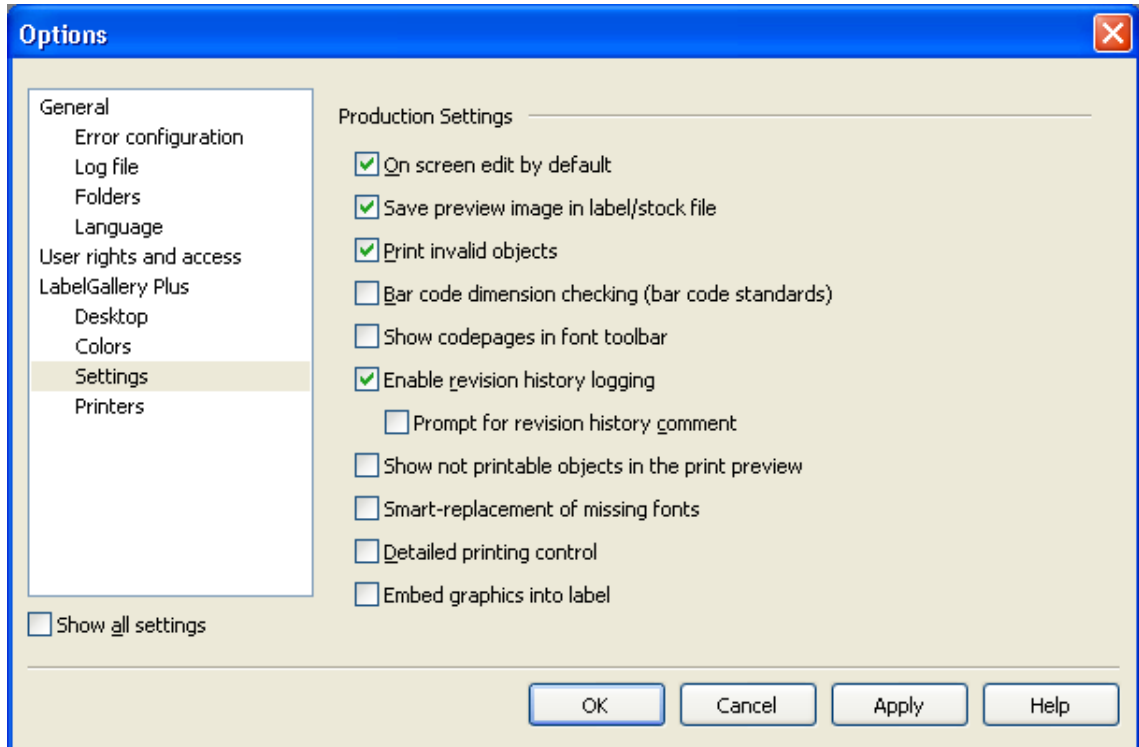 Options
General
Error configuration
Log file
Folders
Language
User rights and access
LabelGallery Plus
Desktop
Colors
Settings
Printers
Show all settings
Production Settings
On screen edit by default
Save preview image in label/stock file
Print invalid objects
Bar code dimension checking (bar code standards)
Show codepages in font toolbar
Enable revision history logging
Prompt for revision history comment
Show not printable objects in the print preview
Smart-replacement of missing fonts
Detailed printing control
Embed graphics into label
OK
Cancel
Apply
Help